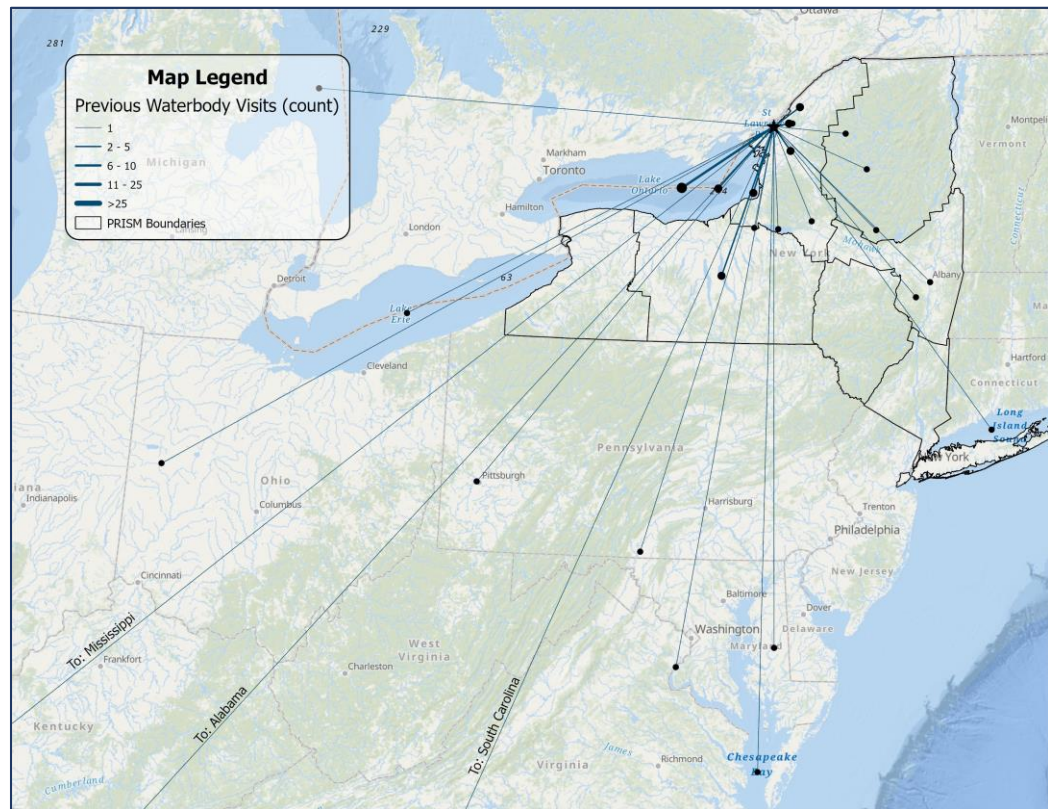 Ottawa
281
229
Map Legend
Previous Waterbody Visits (count)
1
2 - 5
6 - 10
11 - 25
>25
PRISM Boundaries
Michigan
Lansing
Markham
Toronto
Hamilton
London
Detroit
Lake
Ontario
St
Lawr
Montpelier
Vermont
Connecticut
63
Lake
Erie
New York
Mohawk
Albany
Cleveland
Hartford
Connecticut
Long
Island
Sound
New York
Pennsylvania
Pittsburgh
Harrisburg
Trenton
Philadelphia
New Jersey
iana
Indianapolis
Ohio
Columbus
Cincinnati
Baltimore
Dover
Delaware
Washington
Maryland
West
Virginia
Charleston
Frankfort
Kentucky
To: Mississippi
To: Alabama
To: South Carolina
James
Virginia
Richmond
Chesapeake
Bay
Cumberland